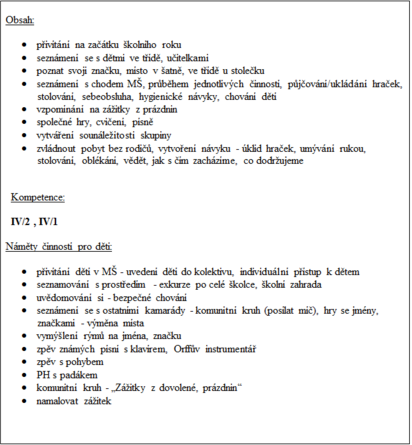 Obsah:
přivítání na začátku školního roku
seznámení se s dětmi ve třídě, učitelkami
poznat svoji značku, místo v šatně, ve třídě u stolečku
seznámení s chodem MŠ, průběhem jednotlivých činností, půjčování/ukládání hraček,
stolování, sebeobsluha, hygienické návyky, chování dětí
vzpomínání na zážitky z prázdnin
společné hry, cvičení, písně
vytváření sounáležitosti skupiny
zvládnout pobyt bez rodičů, vytvoření návyku - úklid hraček, umývání rukou,
stolování, oblékání, vědět, jak s čím zacházíme, co dodržujeme
Kompetence:
IV/2 , IV/1
Náměty činností pro děti:
přivítání dětí v MŠ - uvedení dětí do kolektivu, individuální přístup k dětem
seznamování s prostředím - exkurze po celé školce, školní zahrada
uvědomování si - bezpečné chování
seznámení se s ostatními kamarády - komunitní kruh (posílat míč), hry se jmény,
značkami - výměna místa
vymýšlení rýmů na jména, značku
zpěv známých písní s klavírem, Orffův instrumentář
zpěv s pohybem
PH s padákem
komunitní kruh - „Zážitky z dovolené, prázdnin“
namalovat zážitek